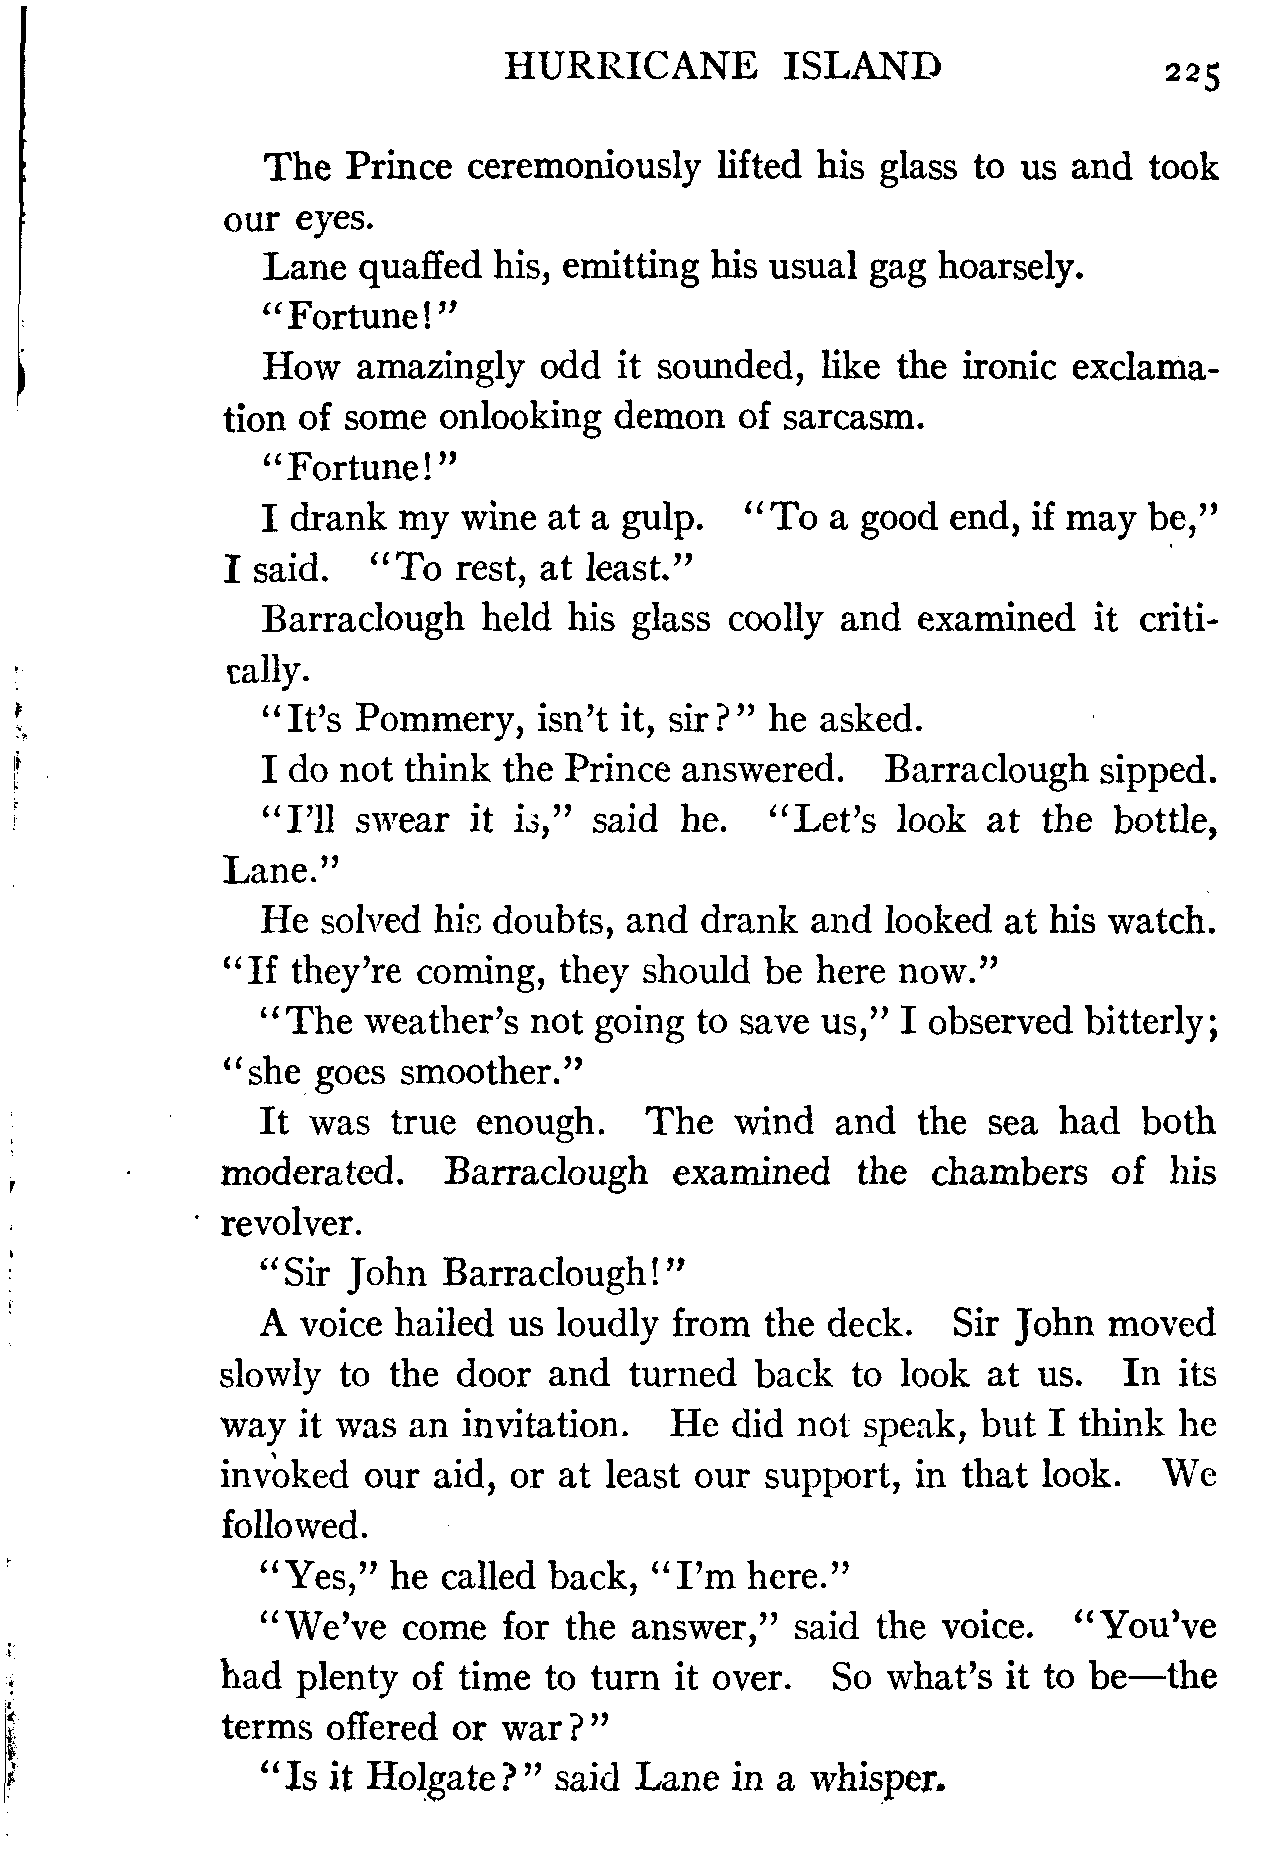 HURRICANE ISLAND 225
The Prince ceremoniously lifted his glass to us and took
our eyes.
Lane quaffed his, emitting his usual gag hoarsely.
"Fortune!"
How amazingly odd it sounded, like the ironic exclama-
tion of some onlooking demon of sarcasm.
"Fortune!"
I drank my wine at a gulp. "To a good end, if may be,"
I said. "To rest, at least."
Barraclough held his glass coolly and examined it criti-
cally.
"It's Pommery, isn't it, sir?" he asked.
I do not think the Prince answered. Barraclough sipped.
"I'll swear it is," said he. "Let's look at the bottle,
Lane."
He solved his doubts, and drank and looked at his watch.
"If they're coming, they should be here now."
"The weather's not going to save us," I observed bitterly;
"she goes smoother."
It was true enough. The wind and the sea had both
moderated. Barraclough examined the chambers of his
revolver.
"Sir John Barraclough!"
A voice hailed us loudly from the deck. Sir John moved
slowly to the door and turned back to look at us. In its
way it was an invitation. He did not speak, but I think he
invoked our aid, or at least our support, in that look. We
followed.
"Yes," he called back, "I'm here."
"We've come for the answer," said the voice. "You've
had plenty of time to turn it over. So what's it to be—the
terms offered or war?"
"Is it Holgate?" said Lane in a whisper.